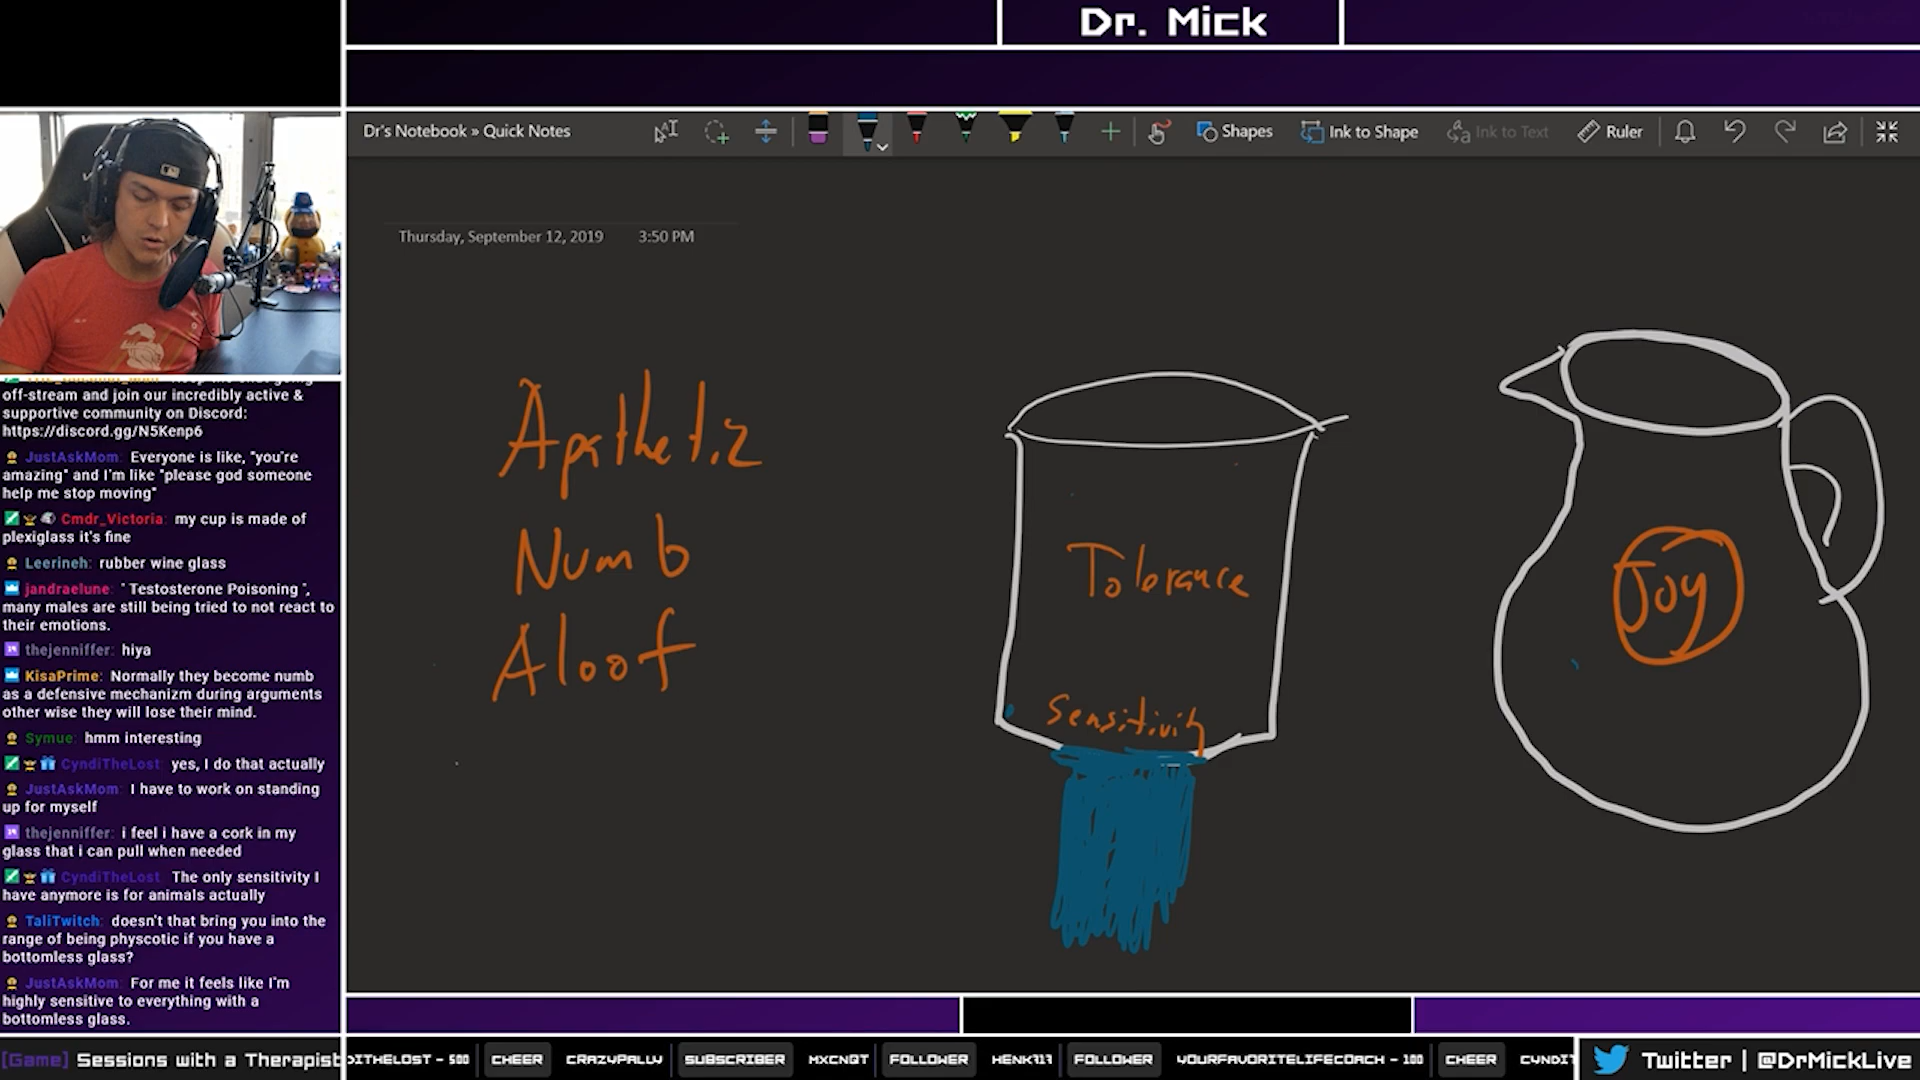 Dr. Mick
Dr's Notebook » Quick Notes
Shapes
Ink to Shape
Ink to Text
Ruler
Thursday, September 12, 2019 3:50 PM
Apathetic
Numb
Aloof
Tolerance
Sensitivity
Joy
off-stream and join our incredibly active &
supportive community on Discord:
https://discord.gg/N5Kenp6
JustAskMom: Everyone is like, "you're
amazing" and I'm like "please god someone
help me stop moving"
Cmdr_Victoria: my cup is made of
plexiglass it's fine
Leerineh: rubber wine glass
jandraelune: " Testosterone Poisoning ",
many males are still being tried to not react to
their emotions.
thejenniffer: hiya
KisaPrime: Normally they become numb
as a defensive mechanizm during arguments
other wise they will lose their mind.
Symue: hmm interesting
CyndiTheLost: yes, I do that actually
JustAskMom: I have to work on standing
up for myself
thejenniffer: i feel i have a cork in my
glass that i can pull when needed
CyndiTheLost: The only sensitivity I
have anymore is for animals actually
TaliTwitch: doesn't that bring you into the
range of being physcotic if you have a
bottomless glass?
JustAskMom: For me it feels like I'm
highly sensitive to everything with a
bottomless glass.
[Game] Sessions with a Therapist
DITHELOST - 500 CHEER CRAZYPALLY SUBSCRIBER MXCNQT FOLLOWER HENK717 FOLLOWER YOURFAVORITELIFECOACH - 100 CHEER CYNDIT
Twitter | @DrMickLive